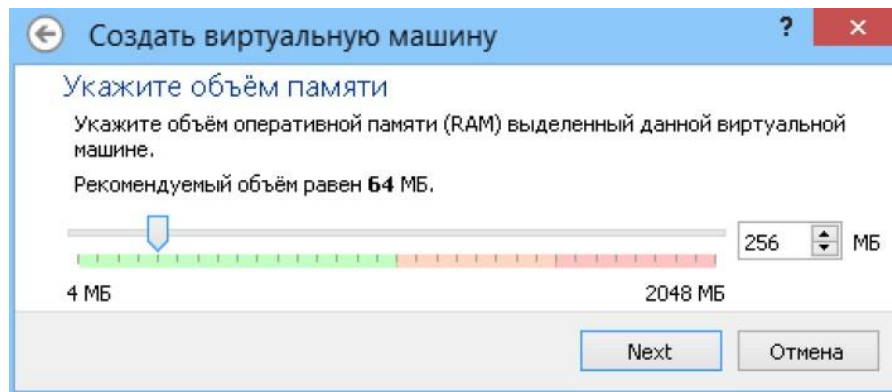 Создать виртуальную машину
?
×
Укажите объём памяти
Укажите объём оперативной памяти (RAM) выделенный данной виртуальной
машине.
Рекомендуемый объём равен 64 МБ.
256 МБ
4 МБ 2048 МБ
Next Отмена